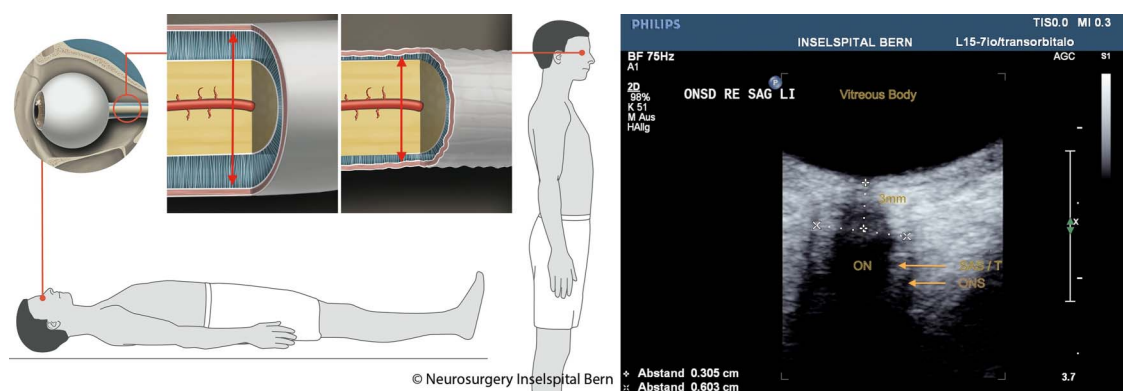 © Neurosurgery Inselspital Bern
PHILIPS
TIS0.0 MI 0.3
INSELSPITAL BERN
L15-7io/transorbitalo
BF 75Hz
A1
AGC
S1
2D
98%
K 51
M Aus
HAllg
ONSD RE SAG LI
P
Vitreous Body
3mm
X
ON
AAS / T
ONS
Abstand 0.305 cm
Abstand 0.603 cm
3.7